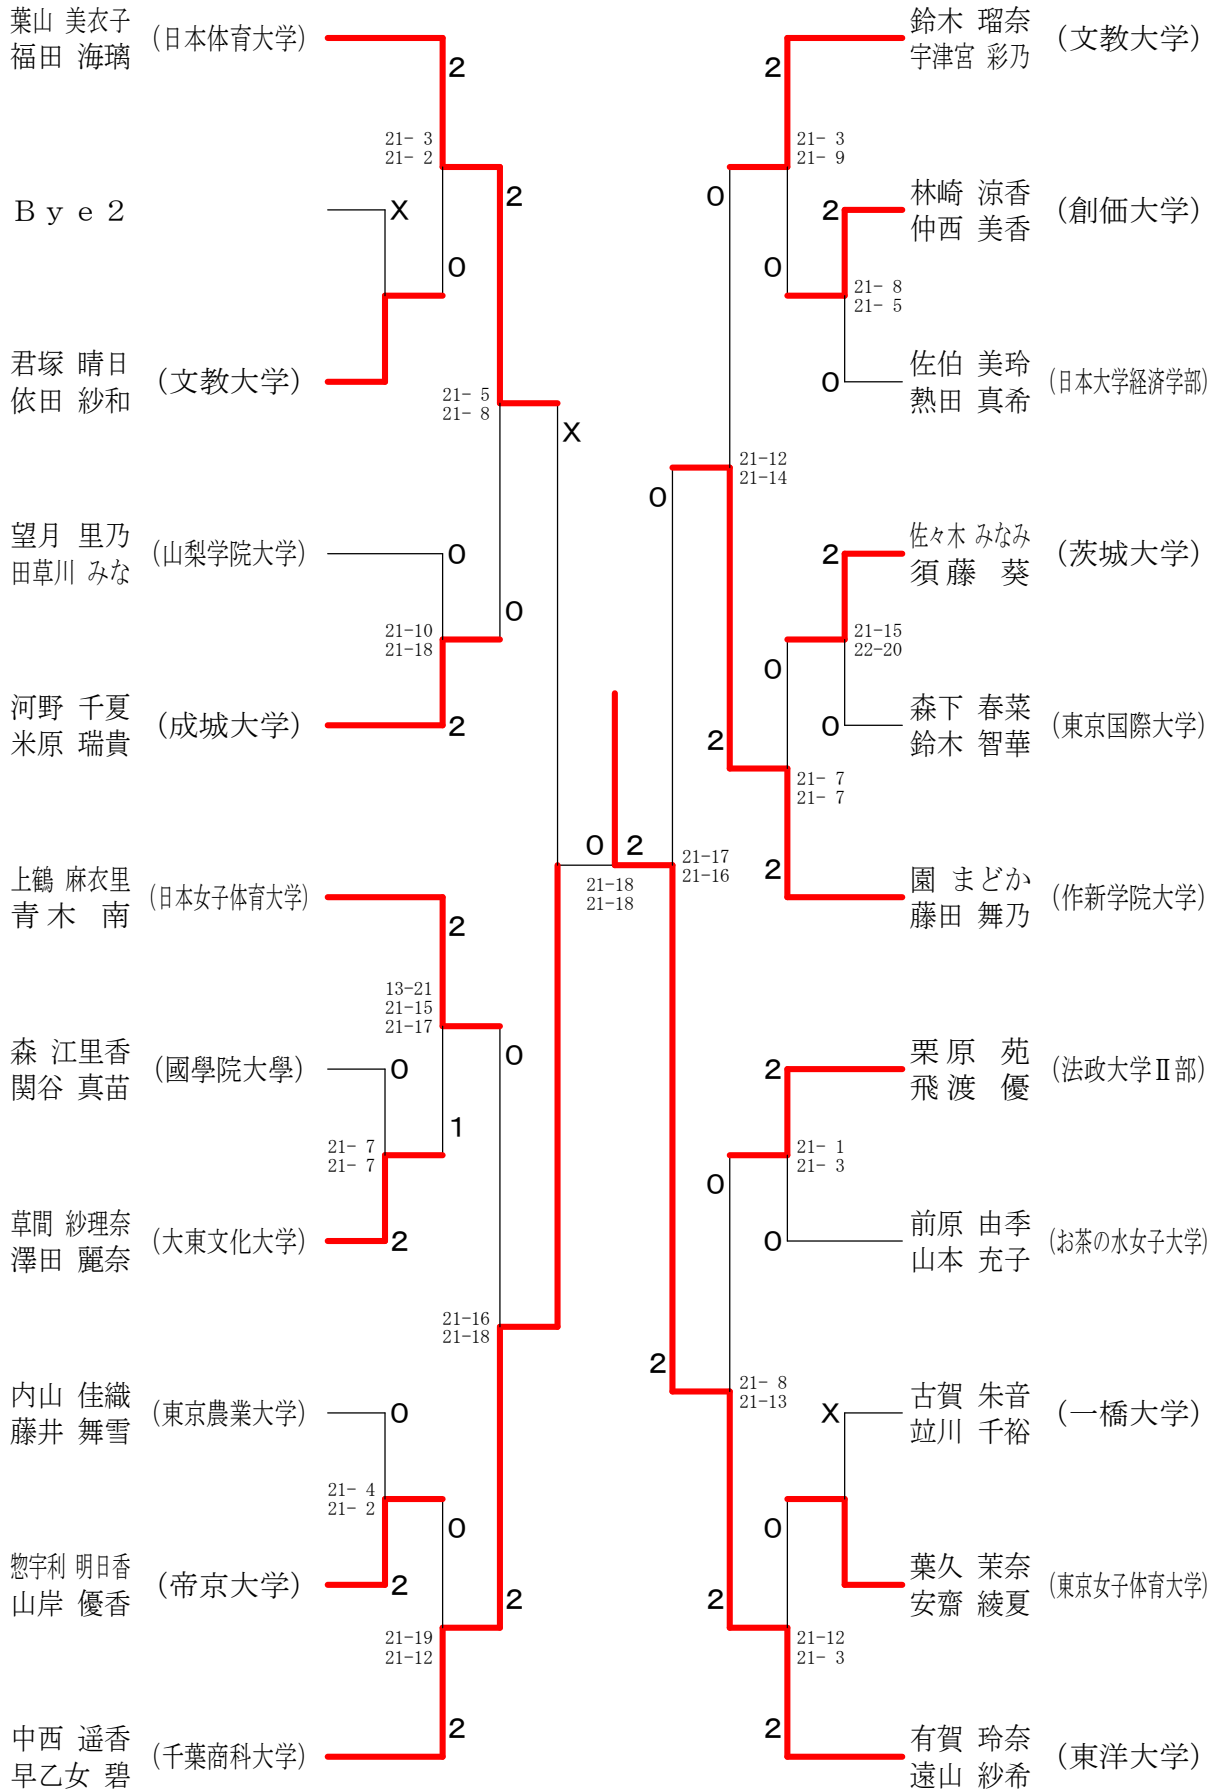 葉山 美衣子
福田 海璃
(日本体育大学)
2
21- 3
21- 2
Bye2
X
2
0
君塚 晴日
依田 紗和
(文教大学)
21- 5
21- 8
X
望月 里乃
田草川 みな
(山梨学院大学)
0
0
21-10
21-18
河野 千夏
米原 瑞貴
(成城大学)
2
上鶴 麻衣里
青木 南
(日本女子体育大学)
2
13-21
21-15
21-17
0
森 江里香
関谷 真苗
(國學院大學)
0
1
21- 7
21- 7
草間 紗理奈
澤田 麗奈
(大東文化大学)
2
21-16
21-18
内山 佳織
藤井 舞雪
(東京農業大学)
0
21- 4
21- 2
0
惣宇利 明日香
山岸 優香
(帝京大学)
2
2
21-19
21-12
中西 遥香
早乙女 碧
(千葉商科大学)
2
0
2
21-18
21-18
鈴木 瑠奈
宇津宮 彩乃
(文教大学)
2
21- 3
21- 9
0
林崎 涼香
仲西 美香
(創価大学)
2
0
21- 8
21- 5
佐伯 美玲
熱田 真希
(日本大学経済学部)
0
21-12
21-14
0
佐々木 みなみ
須藤 葵
(茨城大学)
2
21-15
22-20
0
森下 春菜
鈴木 智華
(東京国際大学)
0
2
21- 7
21- 7
21-17
21-16
園 まどか
藤田 舞乃
(作新学院大学)
2
栗原 苑
飛渡 優
(法政大学Ⅱ部)
2
21- 1
21- 3
0
前原 由季
山本 充子
(お茶の水女子大学)
0
2
21- 8
21-13
古賀 朱音
竝川 千裕
(一橋大学)
X
0
葉久 茉奈
安齋 綾夏
(東京女子体育大学)
2
21-12
21- 3
有賀 玲奈
遠山 紗希
(東洋大学)
2